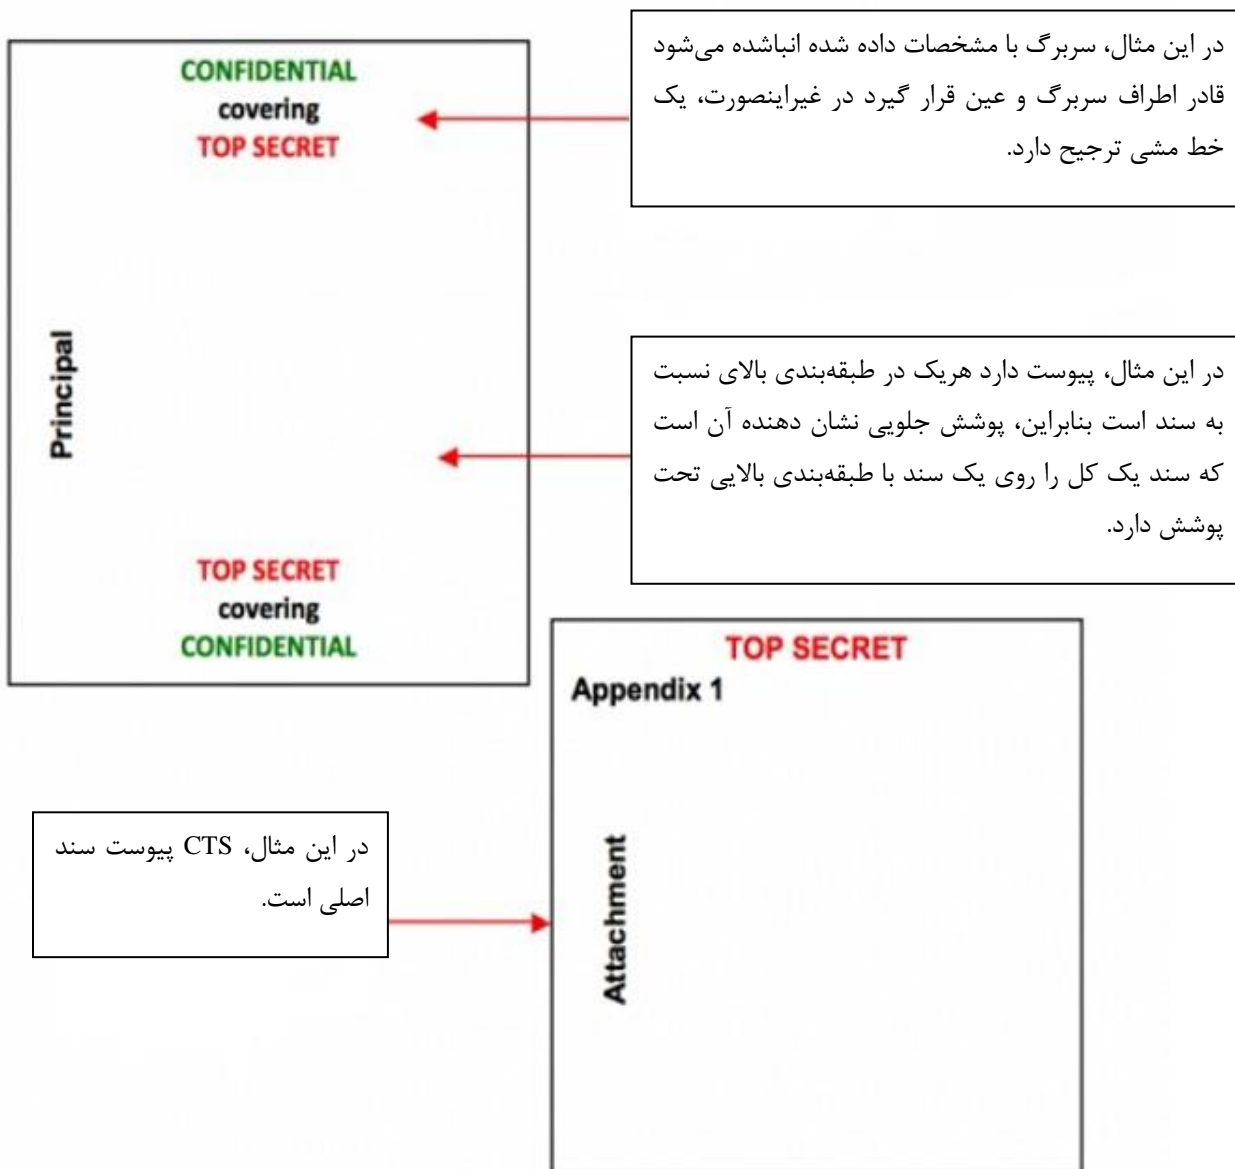 CONFIDENTIAL
covering
TOP SECRET
در این مثال، سربرگ با مشخصات داده شده انباشده می‌شود
قادر اطراف سربرگ و عین قرار گیرد در غیراینصورت، یک
خط مشی ترجیح دارد.
Principal
در این مثال، پیوست دارد هریک در طبقه‌بندی بالای نسبت
به سند است بنابراین، پوشش جلویی نشان دهنده آن است
که سند یک کل را روی یک سند با طبقه‌بندی بالایی تحت
پوشش دارد.
TOP SECRET
covering
CONFIDENTIAL
TOP SECRET
Appendix 1
در این مثال، CTS پیوست سند
اصلی است.
Attachment